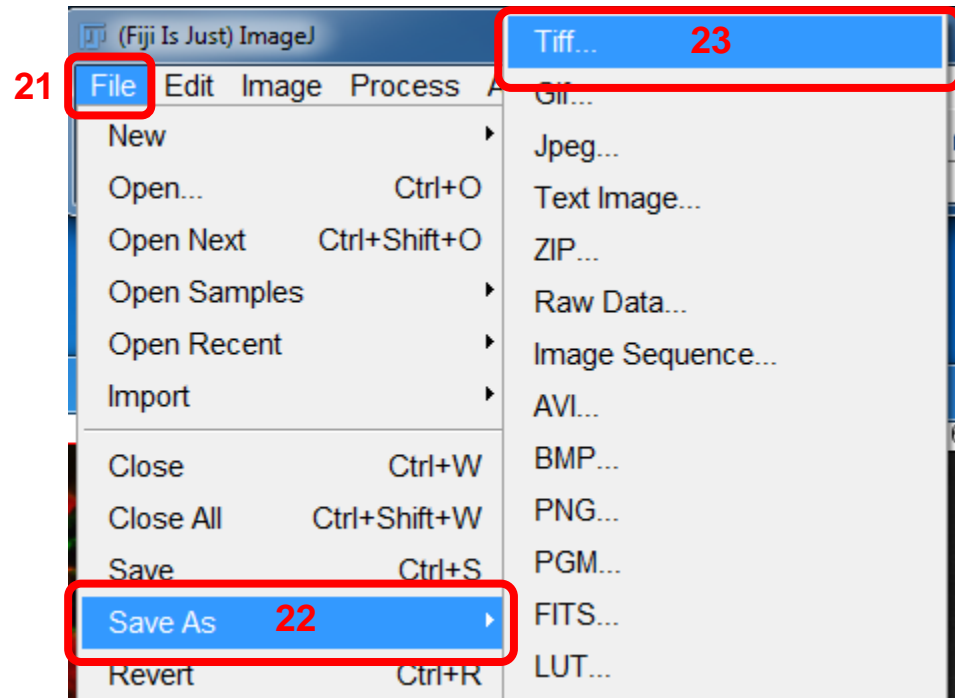 (Fiji Is Just) ImageJ
21
File Edit Image Process A
New
Open... Ctrl+O
Open Next Ctrl+Shift+O
Open Samples
Open Recent
Import
Close Ctrl+W
Close All Ctrl+Shift+W
Save Ctrl+S
Save As 22
Revert Ctrl+R
Tiff... 23
Gif...
Jpeg...
Text Image...
ZIP...
Raw Data...
Image Sequence...
AVI...
BMP...
PNG...
PGM...
FITS...
LUT...